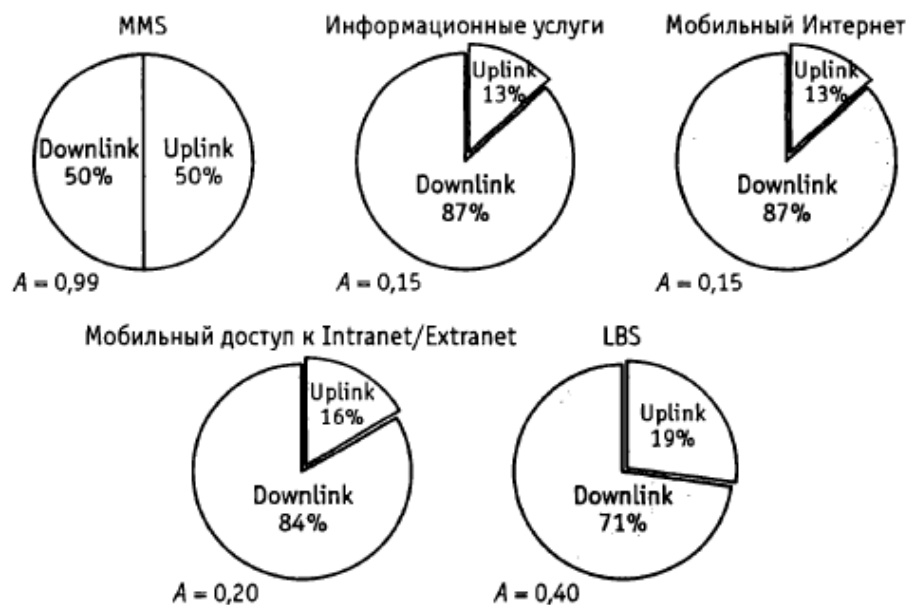 MMS
Downlink
50%
Uplink
50%
A = 0,99
Информационные услуги
Uplink
13%
Downlink
87%
A = 0,15
Мобильный Интернет
Uplink
13%
Downlink
87%
A = 0,15
Мобильный доступ к Intranet/Extranet
Uplink
16%
Downlink
84%
A = 0,20
LBS
Uplink
19%
Downlink
71%
A = 0,40